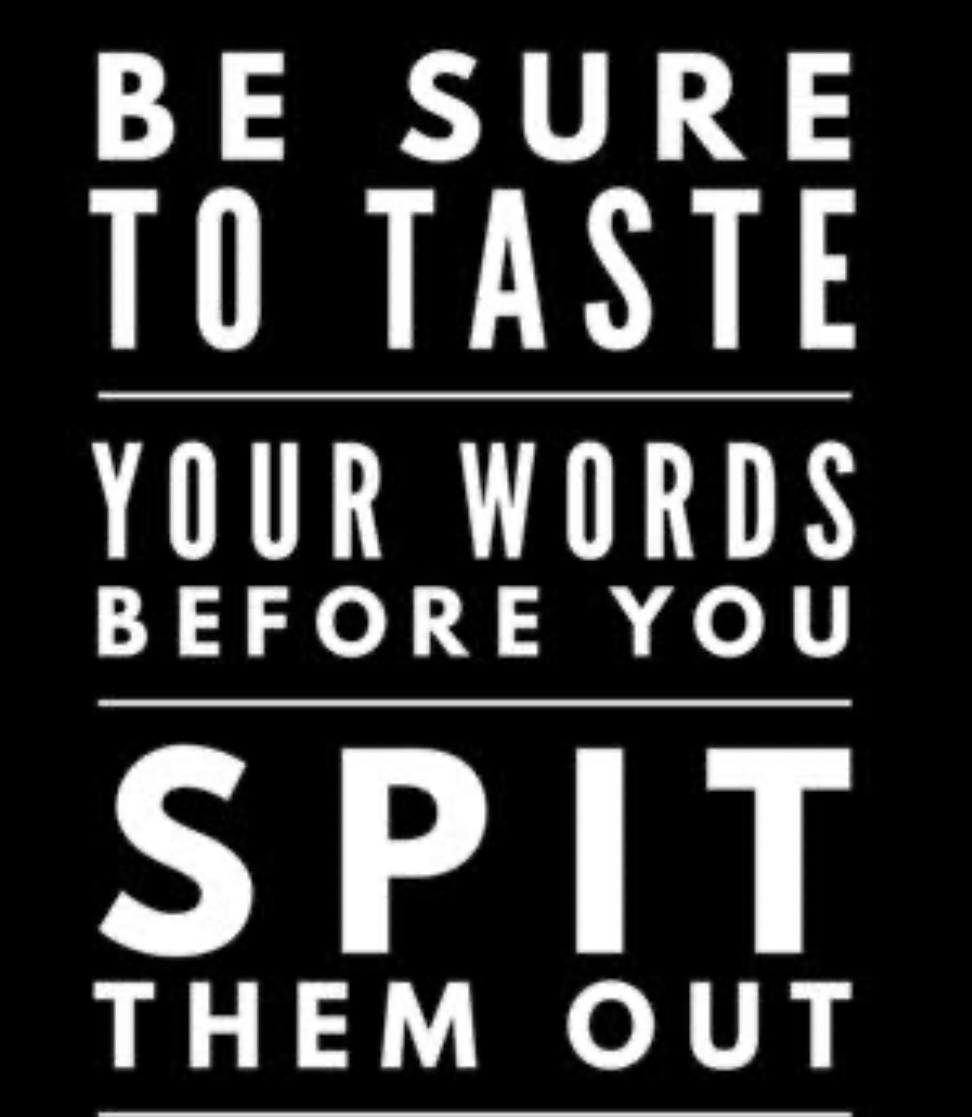 BE SURE
TO TASTE
YOUR WORDS
BEFORE YOU
SPIT
THEM OUT